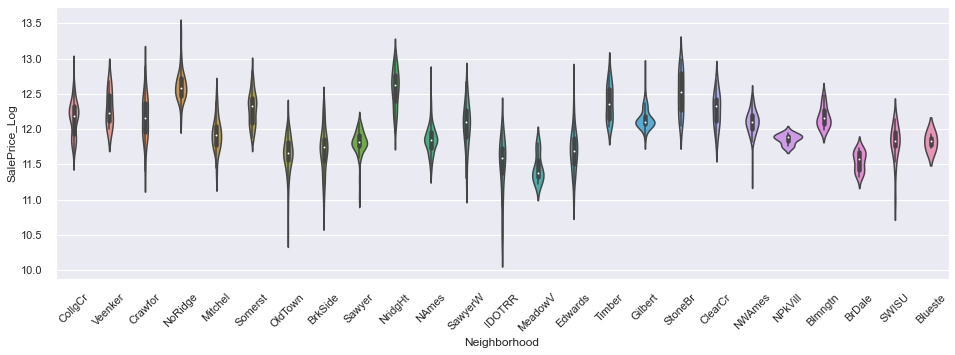 13.5
13.0
12.5
12.0
11.5
11.0
10.5
10.0
SalePrice_Log
CollgCr
Veenker
Crawfor
NoRidge
Mitchel
Somerst
OldTown
BrkSide
Sawyer
NridgHt
NAmes
SawyerW
IDOTRR
MeadowV
Edwards
Timber
Gilbert
StoneBr
ClearCr
NWAmes
NPkVill
Blmngtn
BrDale
SWISU
Blueste
Neighborhood